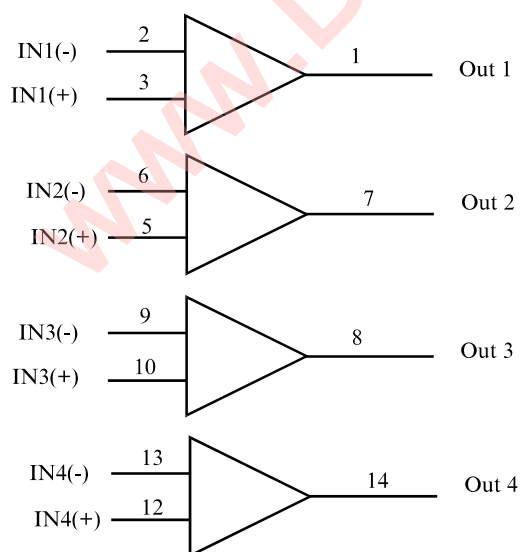 2
IN1(-)
1
Out 1
3
IN1(+)
6
IN2(-)
7
Out 2
5
IN2(+)
9
IN3(-)
8
Out 3
10
IN3(+)
13
IN4(-)
14
Out 4
12
IN4(+)
www.D